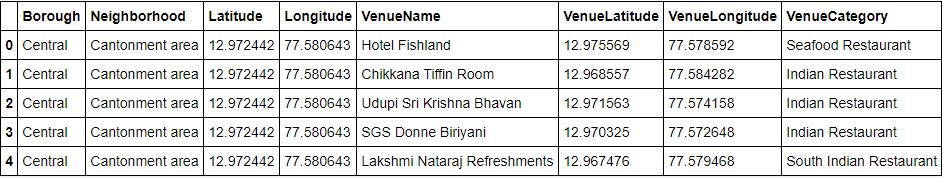 Borough Neighborhood Latitude Longitude VenueName VenueLatitude VenueLongitude VenueCategory
0 Central Cantonment area 12.972442 77.580643 Hotel Fishland 12.975569 77.578592 Seafood Restaurant
1 Central Cantonment area 12.972442 77.580643 Chikkana Tiffin Room 12.968557 77.584282 Indian Restaurant
2 Central Cantonment area 12.972442 77.580643 Udupi Sri Krishna Bhavan 12.971563 77.574158 Indian Restaurant
3 Central Cantonment area 12.972442 77.580643 SGS Donne Biriyani 12.970325 77.572648 Indian Restaurant
4 Central Cantonment area 12.972442 77.580643 Lakshmi Nataraj Refreshments 12.967476 77.579468 South Indian Restaurant